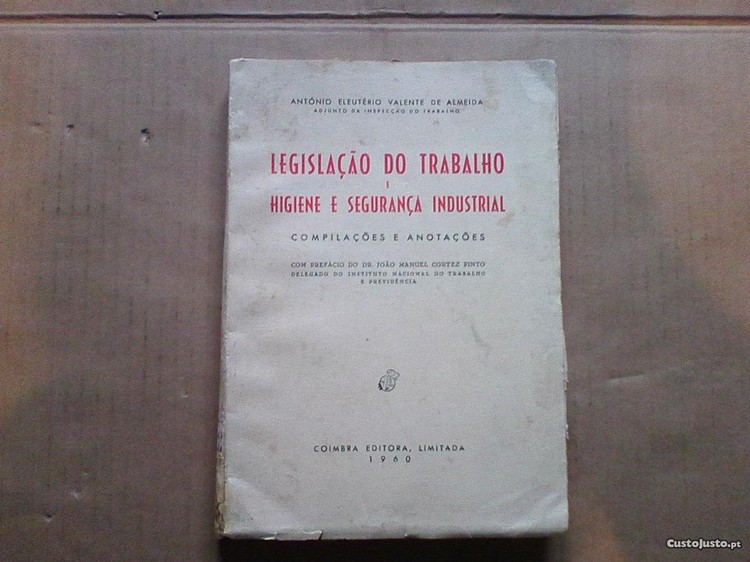 ANTÓNIO ELEUTÉRIO VALENTE DE ALMEIDA
ADJUNTO DA INSPECÇÃO DO TRABALHO
LEGISLAÇÃO DO TRABALHO
E
HIGIENE E SEGURANÇA INDUSTRIAL
COMPILAÇÕES E ANOTAÇÕES
COM PREFÁCIO DO DR. JOÃO MANUEL CORTEZ PINTO
DELEGADO DO INSTITUTO NACIONAL DO TRABALHO
E PREVIDÊNCIA
COIMBRA EDITORA, LIMITADA
1960
CustoJusto.pt